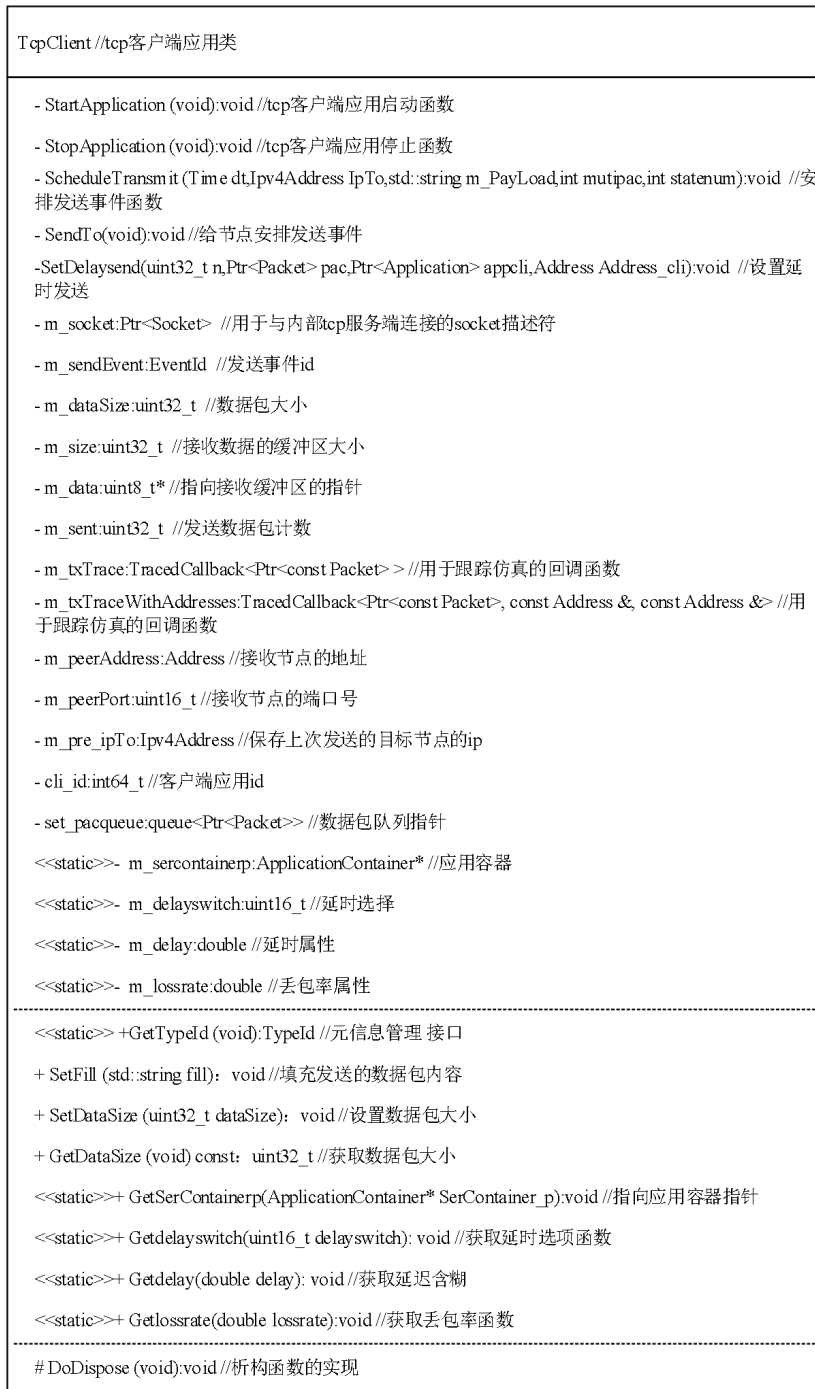 TcpClient //tcp客户端应用类
- StartApplication (void):void //tcp客户端应用启动函数
- StopApplication (void):void //tcp客户端应用停止函数
- ScheduleTransmit (Time dt,Ipv4Address IpTo,std::string m_PayLoad,int mutipac,int statenum):void //安
排发送事件函数
- SendTo(void):void //给节点安排发送事件
-SetDelaysend(uint32_t n,Ptr<Packet> pac,Ptr<Application> appcli,Address Address_cli):void //设置延
时发送
- m_socket:Ptr<Socket> //用于与内部tcp服务端连接的socket描述符
- m_sendEvent:EventId //发送事件id
- m_dataSize:uint32_t //数据包大小
- m_size:uint32_t //接收数据的缓冲区大小
- m_data:uint8_t* //指向接收缓冲区的指针
- m_sent:uint32_t //发送数据包计数
- m_txTrace:TracedCallback<Ptr<const Packet> > //用于跟踪仿真的回调函数
- m_txTraceWithAddresses:TracedCallback<Ptr<const Packet>, const Address &, const Address &> //用
于跟踪仿真的回调函数
- m_peerAddress:Address //接收节点的地址
- m_peerPort:uint16_t //接收节点的端口号
- m_pre_ipTo:Ipv4Address //保存上次发送的目标节点的ip
- cli_id:int64_t //客户端应用id
- set_pacqueue:queue<Ptr<Packet>> //数据包队列指针
<<static>>- m_sercontainerp:ApplicationContainer* //应用容器
<<static>>- m_delayswitch:uint16_t //延时选择
<<static>>- m_delay:double //延时属性
<<static>>- m_lossrate:double //丢包率属性
<<static>> +GetTypeId (void):TypeId //元信息管理 接口
+ SetFill (std::string fill)：void //填充发送的数据包内容
+ SetDataSize (uint32_t dataSize)：void //设置数据包大小
+ GetDataSize (void) const：uint32_t //获取数据包大小
<<static>>+ GetSerContainerp(ApplicationContainer* SerContainer_p):void //指向应用容器指针
<<static>>+ Getdelayswitch(uint16_t delayswitch): void //获取延时选项函数
<<static>>+ Getdelay(double delay): void //获取延迟含糊
<<static>>+ Getlossrate(double lossrate):void //获取丢包率函数
# DoDispose (void):void //析构函数的实现